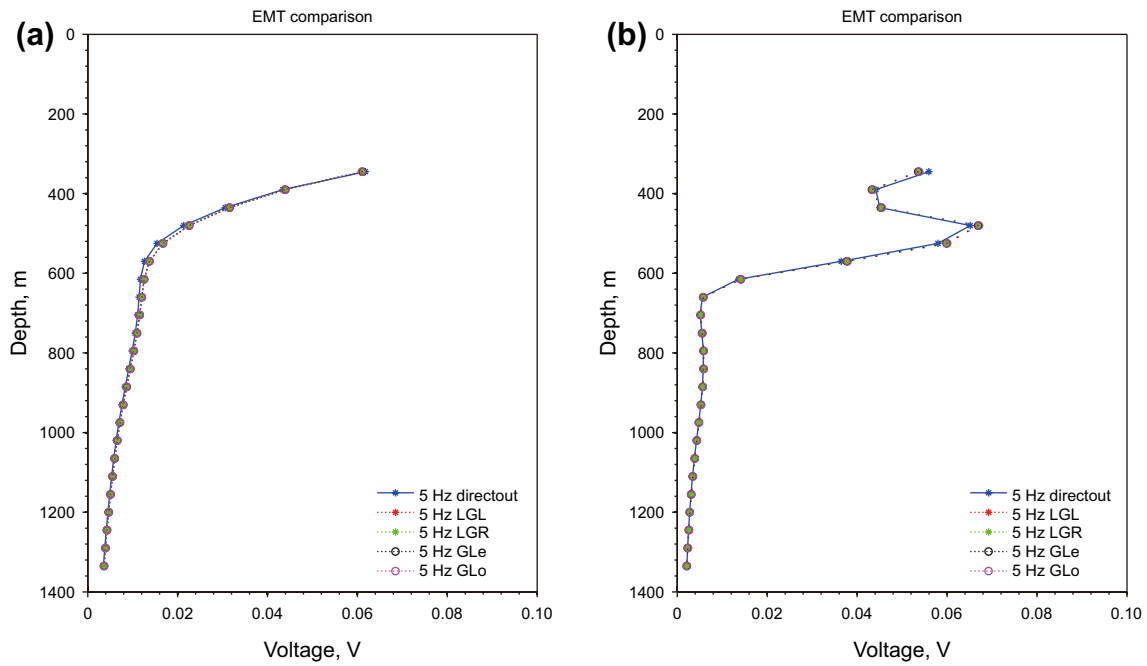 (a)
EMT comparison
0
200
400
600
800
1000
1200
1400
Depth, m
0
0.02
0.04
0.06
0.08
0.10
Voltage, V
5 Hz directout
5 Hz LGL
5 Hz LGR
5 Hz GLe
5 Hz GLo
(b)
EMT comparison
0
200
400
600
800
1000
1200
1400
Depth, m
0
0.02
0.04
0.06
0.08
0.10
Voltage, V
5 Hz directout
5 Hz LGL
5 Hz LGR
5 Hz GLe
5 Hz GLo